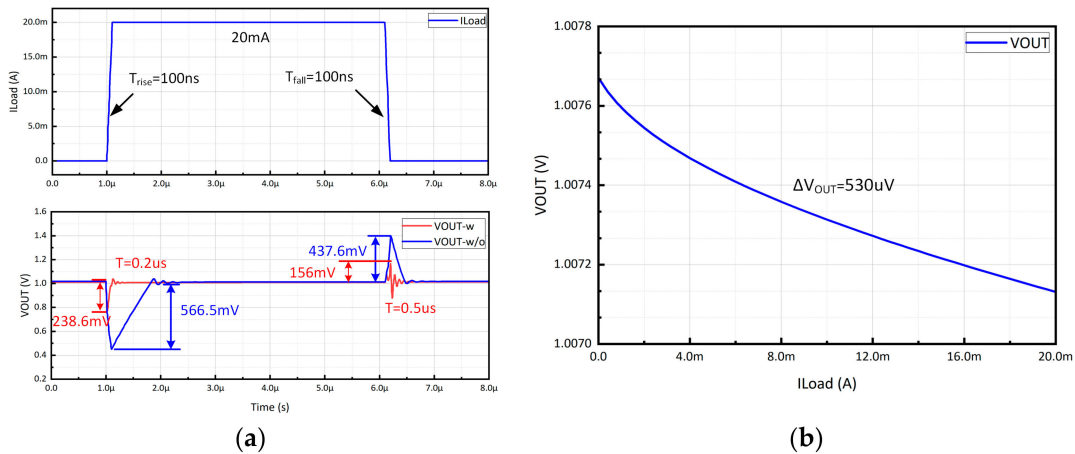 20.0m
15.0m
10.0m
5.0m
0.0
ILoad (A)
ILoad
20mA
Trise=100ns
Tfall=100ns
0.0 1.0μ 2.0μ 3.0μ 4.0μ 5.0μ 6.0μ 7.0μ 8.0μ
1.6
1.4
1.2
1.0
0.8
0.6
0.4
0.2
VOUT (V)
VOUT-w
VOUT-w/o
T=0.2us
238.6mV
566.5mV
437.6mV
156mV
T=0.5us
0.0 1.0μ 2.0μ 3.0μ 4.0μ 5.0μ 6.0μ 7.0μ 8.0μ
Time (s)
(a)
1.0078
1.0076
1.0074
1.0072
1.0070
VOUT (V)
VOUT
ΔVOUT=530uV
0.0 4.0m 8.0m 12.0m 16.0m 20.0m
ILoad (A)
(b)